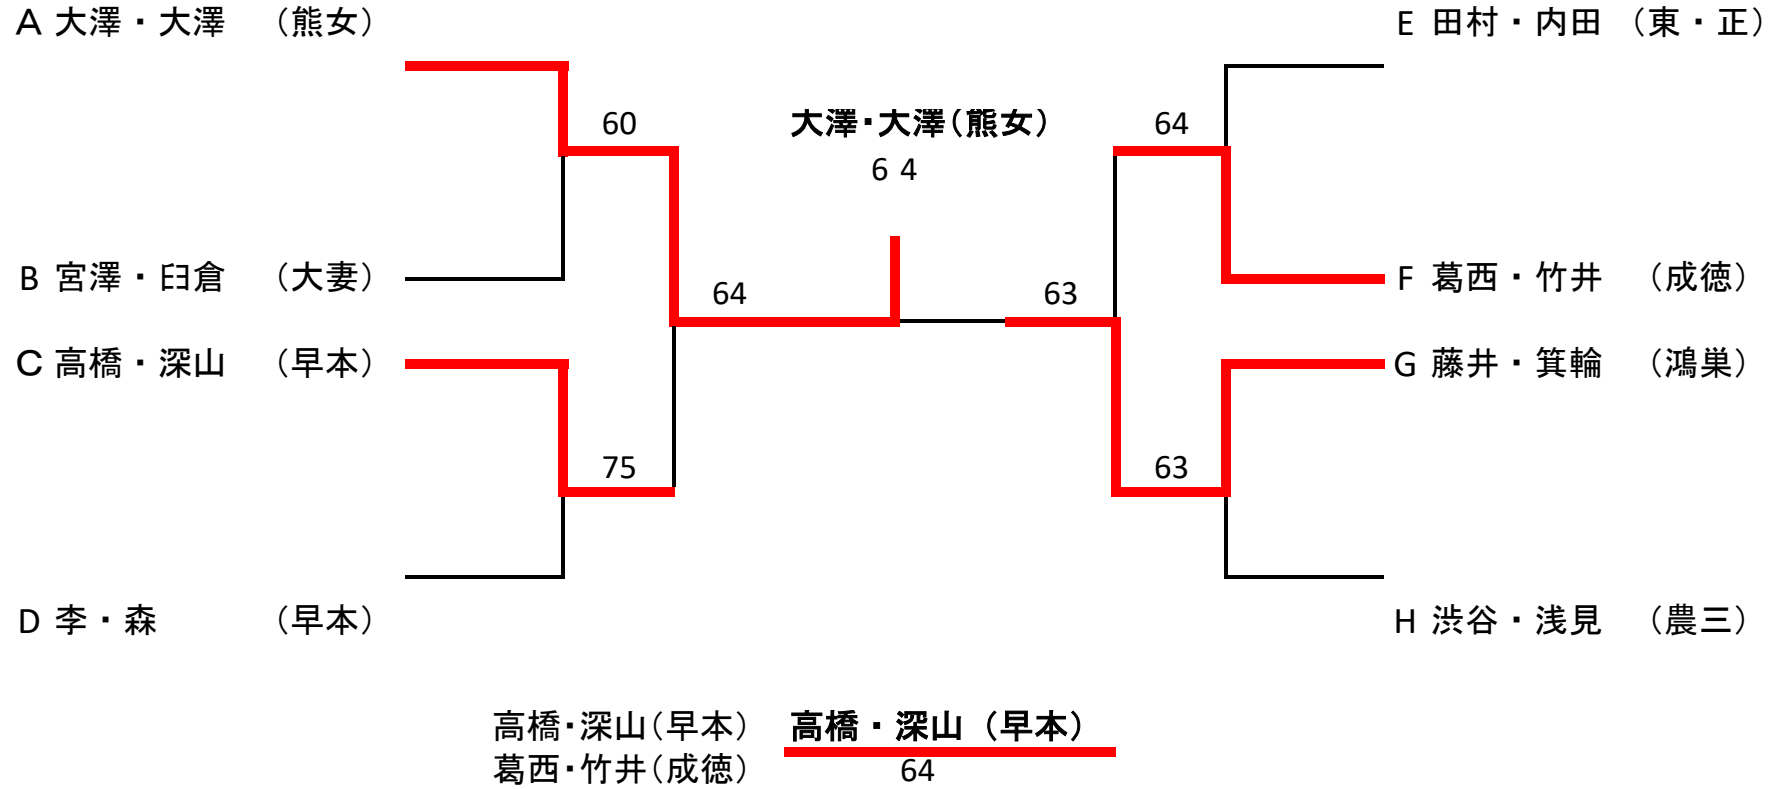 A 大澤・大澤 （熊女）
E 田村・内田 （東・正）
60
大澤・大澤（熊女）
64
6 4
B 宮澤・臼倉 （大妻）
64
63
F 葛西・竹井 （成徳）
C 高橋・深山 （早本）
G 藤井・箕輪 （鴻巣）
75
63
D 李・森 （早本）
H 渋谷・浅見 （農三）
高橋・深山（早本） 高橋・深山（早本）
葛西・竹井（成徳） 64